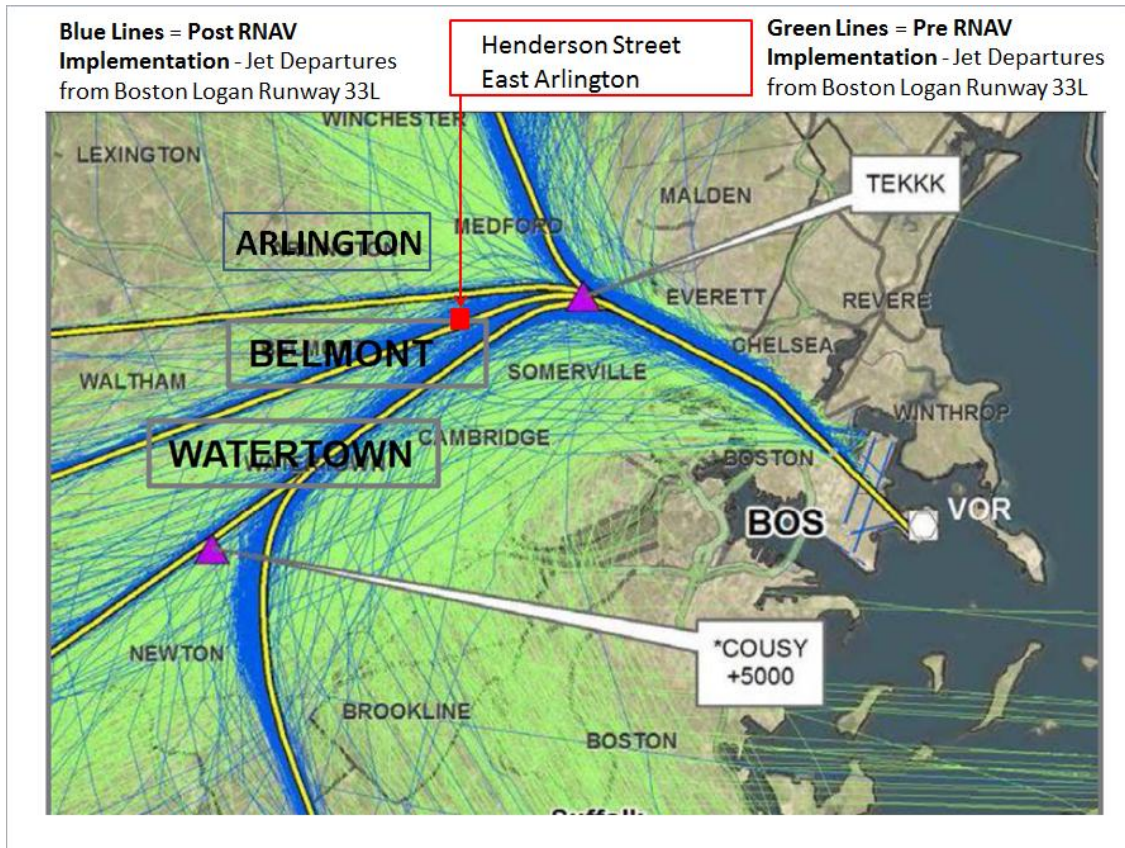 Blue Lines = Post RNAV
Implementation - Jet Departures
from Boston Logan Runway 33L
Henderson Street
East Arlington
Green Lines = Pre RNAV
Implementation - Jet Departures
from Boston Logan Runway 33L
WINCHESTER
LEXINGTON
TEKKK
MALDEN
MEDFORD
ARLINGTON
EVERETT
REVERE
CHELSEA
BELMONT
SOMERVILLE
WALTHAM
WINTHROP
CAMBRIDGE
WATERTOWN
BOSTON
BOS
VOR
NEWTON
*COUSY
+5000
BROOKLINE
BOSTON
Suffolk